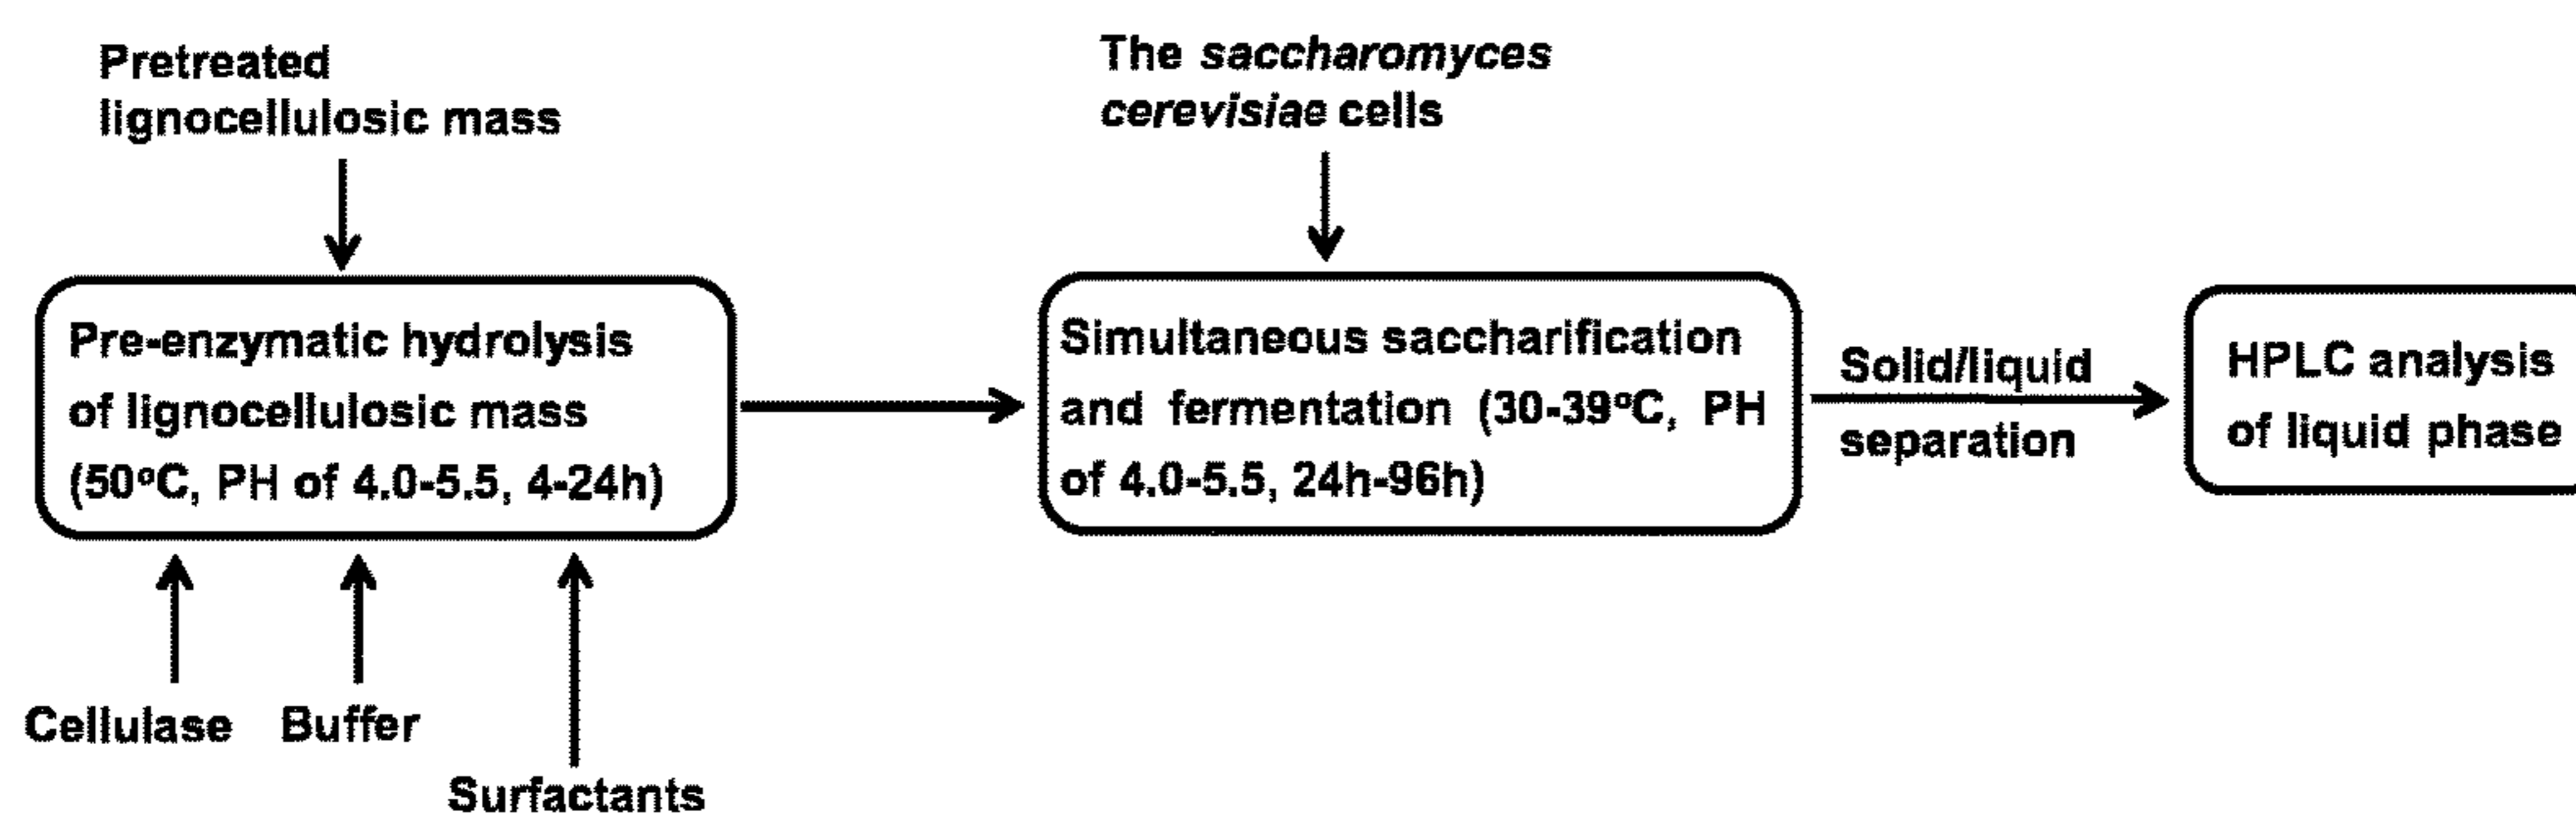 Pretreated
lignocellulosic mass
The saccharomyces
cerevisiae cells
Pre-enzymatic hydrolysis
of lignocellulosic mass
(50°C, PH of 4.0-5.5, 4-24h)
Simultaneous saccharification
and fermentation (30-39°C, PH
of 4.0-5.5, 24h-96h)
Solid/liquid
separation
HPLC analysis
of liquid phase
Cellulase
Buffer
Surfactants